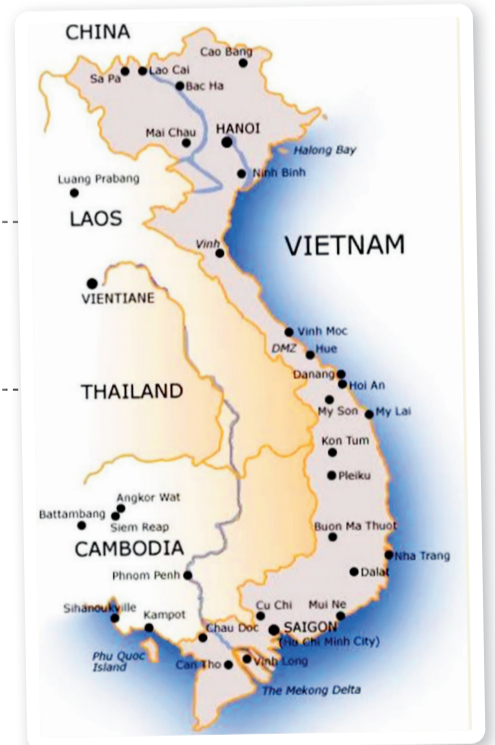 CHINA
Cao Bang
Sa Pa
Lao Cai
Bac Ha
Mai Chau
HANOI
Halong Bay
Ninh Binh
Luang Prabang
LAOS
Vinh
VIETNAM
VIENTIANE
Vinh Moc
DMZ
Hue
Danang
Hoi An
THAILAND
My Son
My Lai
Kon Tum
Pleiku
Angkor Wat
Battambang
Siem Reap
Buon Ma Thuot
CAMBODIA
Nha Trang
Phnom Penh
Dalat
Sihanoukville
Kampot
Cu Chi
Mui Ne
Chau Doc
SAIGON
(Ho Chi Minh City)
Phu Quoc
Island
Can Tho
Vinh Long
The Mekong Delta